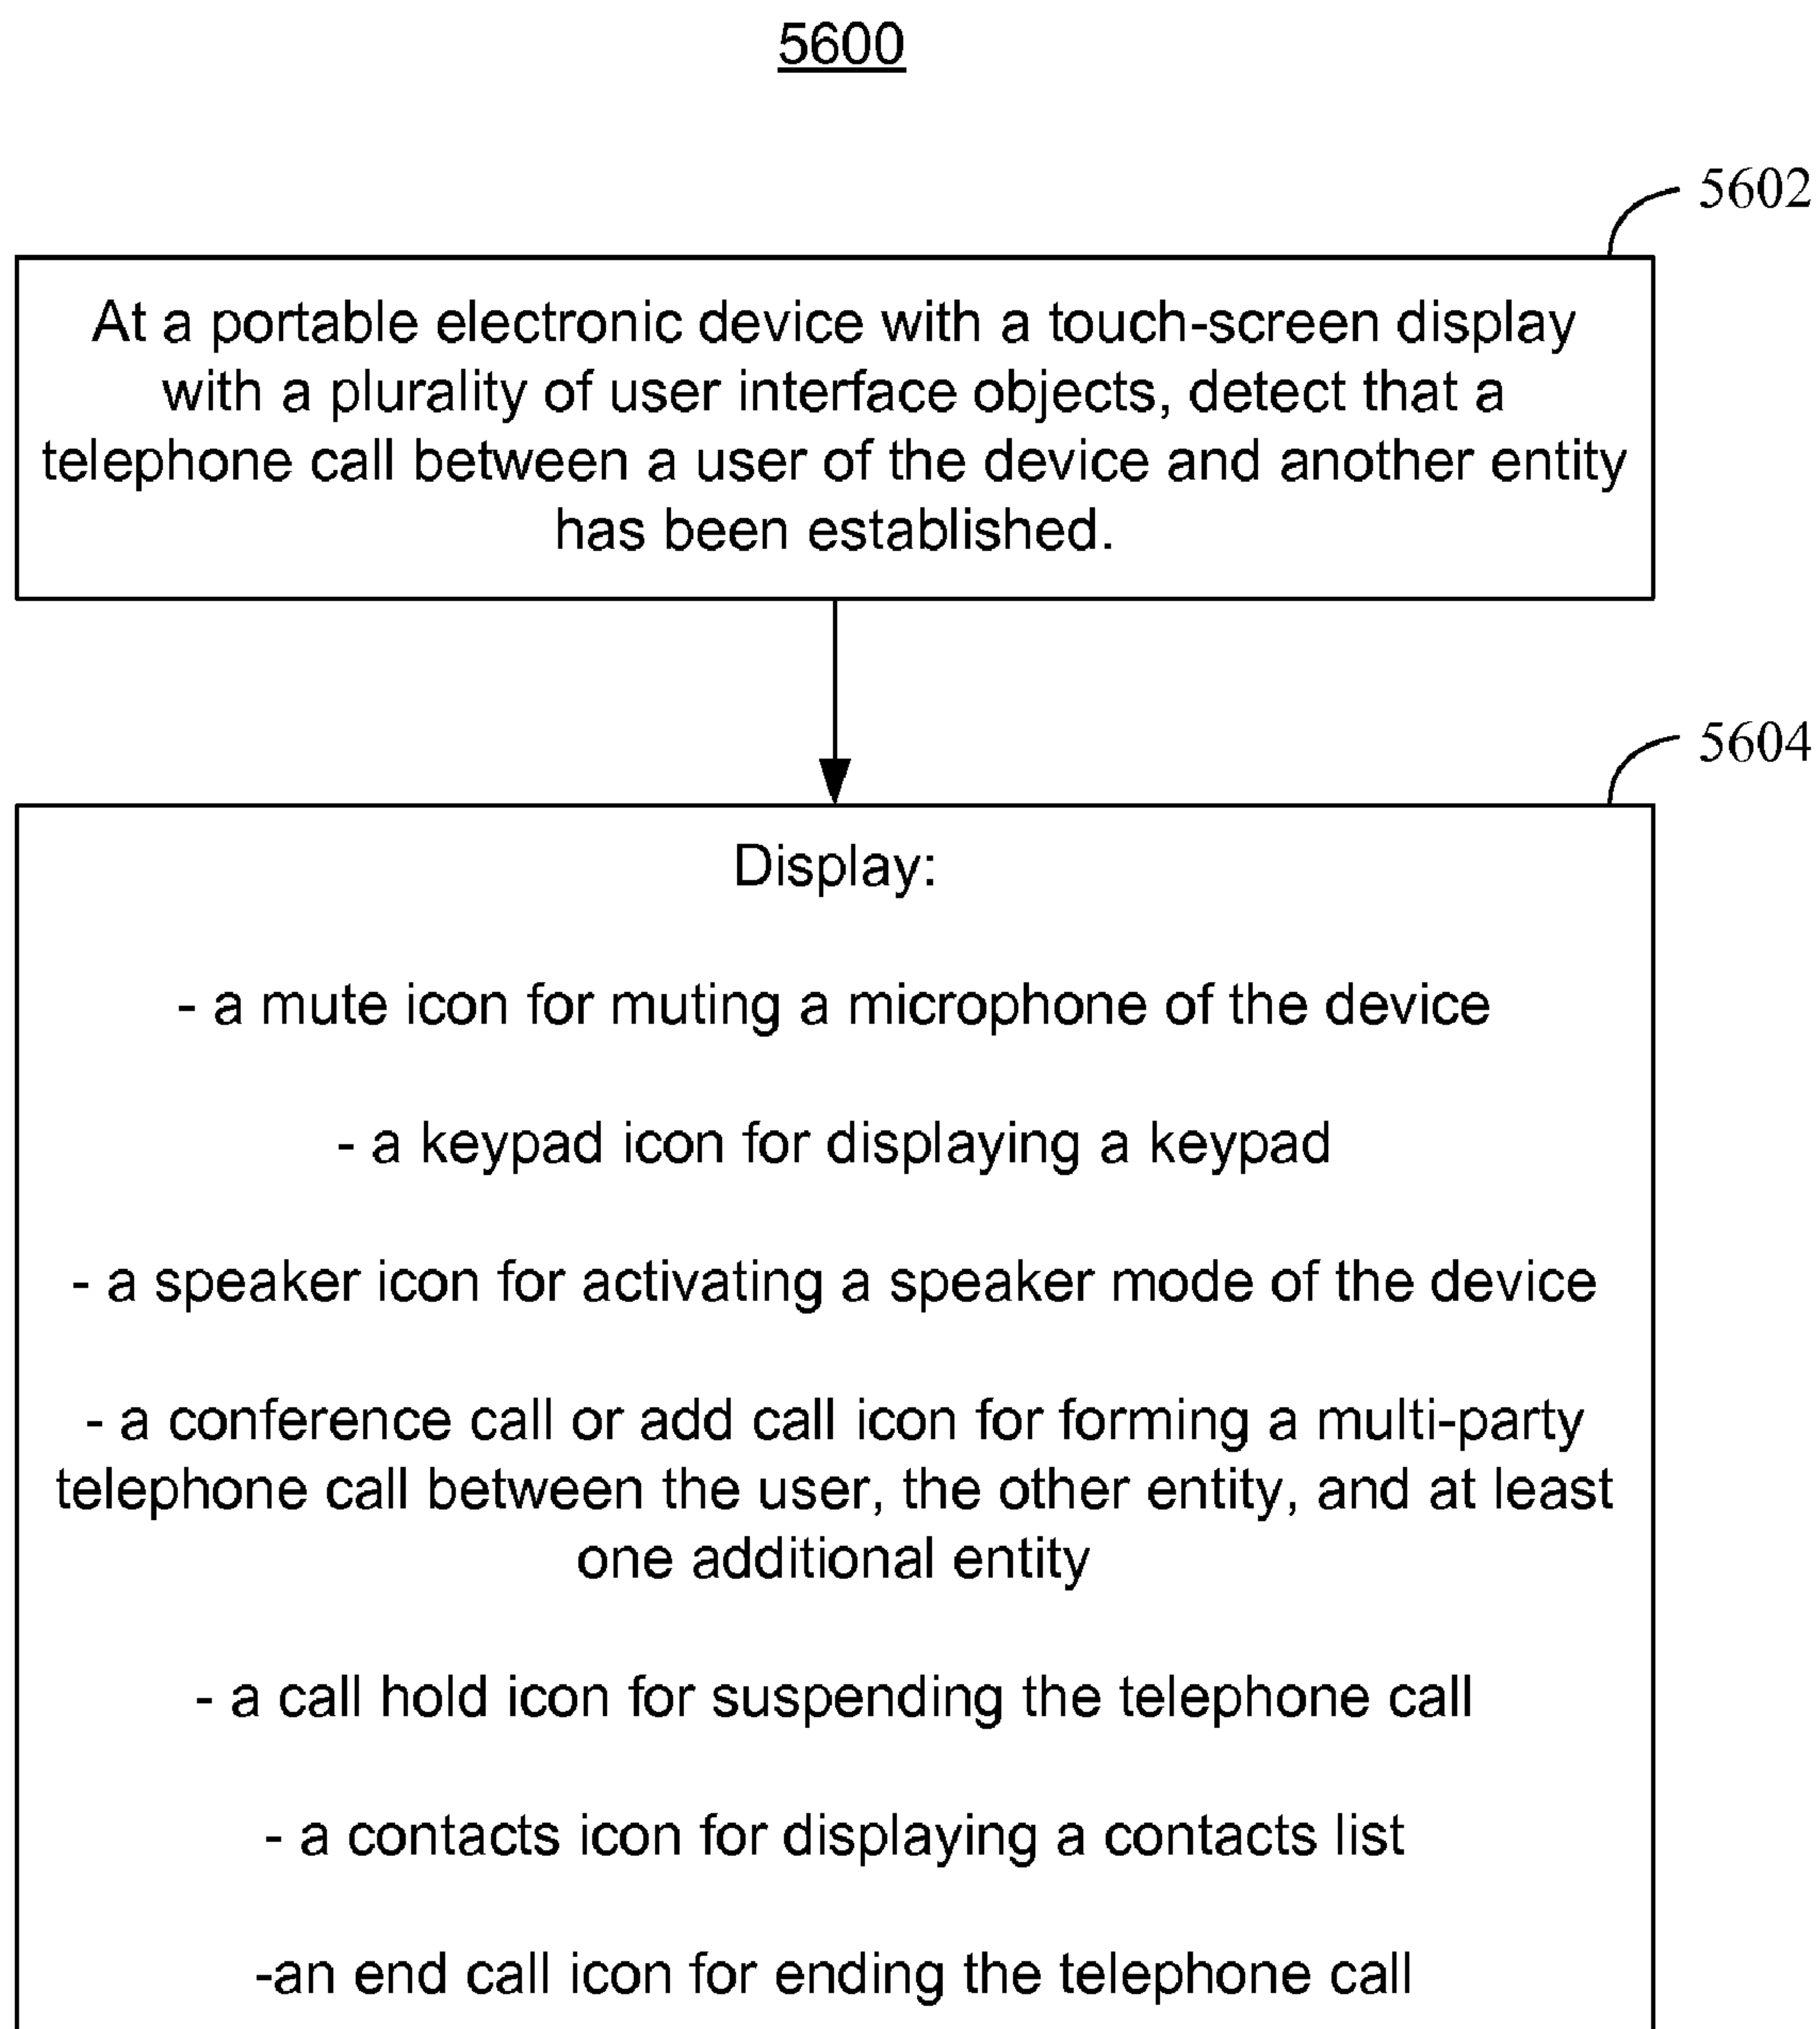 5600
5602
At a portable electronic device with a touch-screen display
with a plurality of user interface objects, detect that a
telephone call between a user of the device and another entity
has been established.
5604
Display:
- a mute icon for muting a microphone of the device
- a keypad icon for displaying a keypad
- a speaker icon for activating a speaker mode of the device
- a conference call or add call icon for forming a multi-party
telephone call between the user, the other entity, and at least
one additional entity
- a call hold icon for suspending the telephone call
- a contacts icon for displaying a contacts list
-an end call icon for ending the telephone call